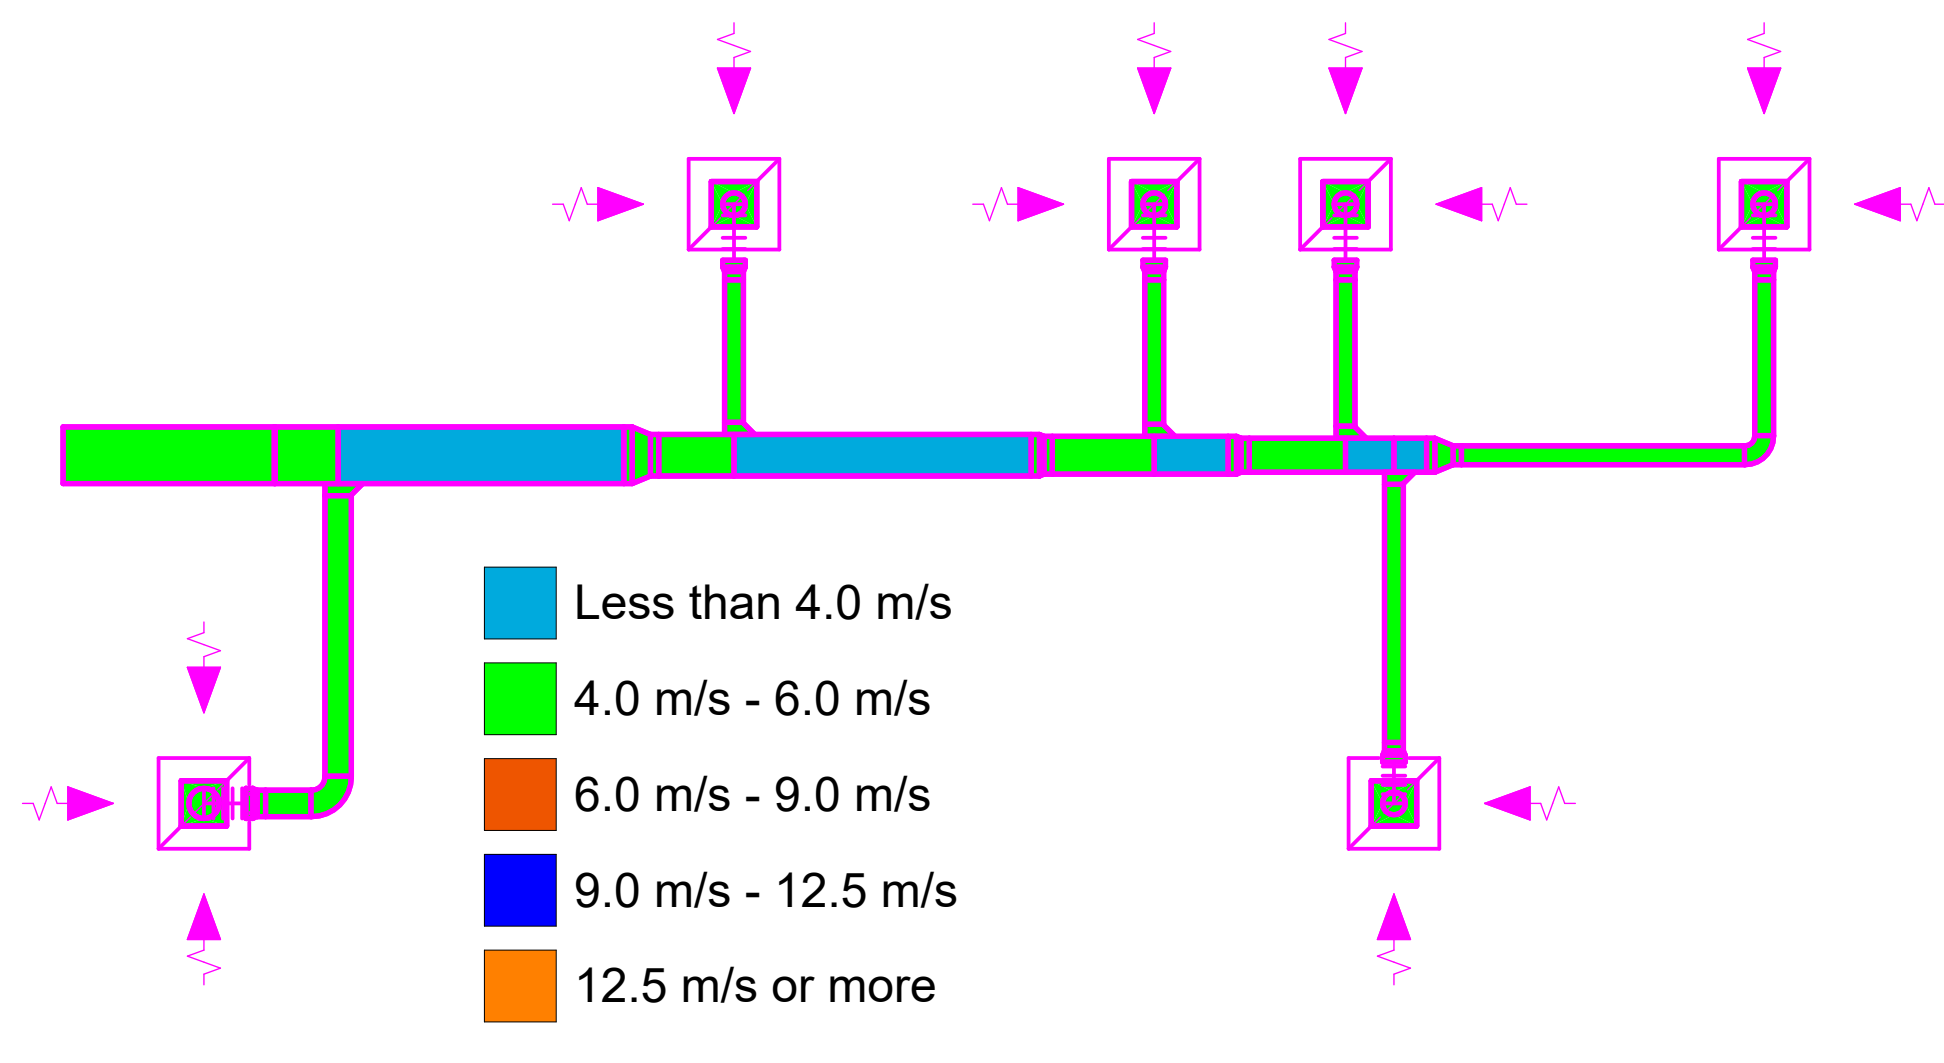 Less than 4.0 m/s
4.0 m/s - 6.0 m/s
6.0 m/s - 9.0 m/s
9.0 m/s - 12.5 m/s
12.5 m/s or more